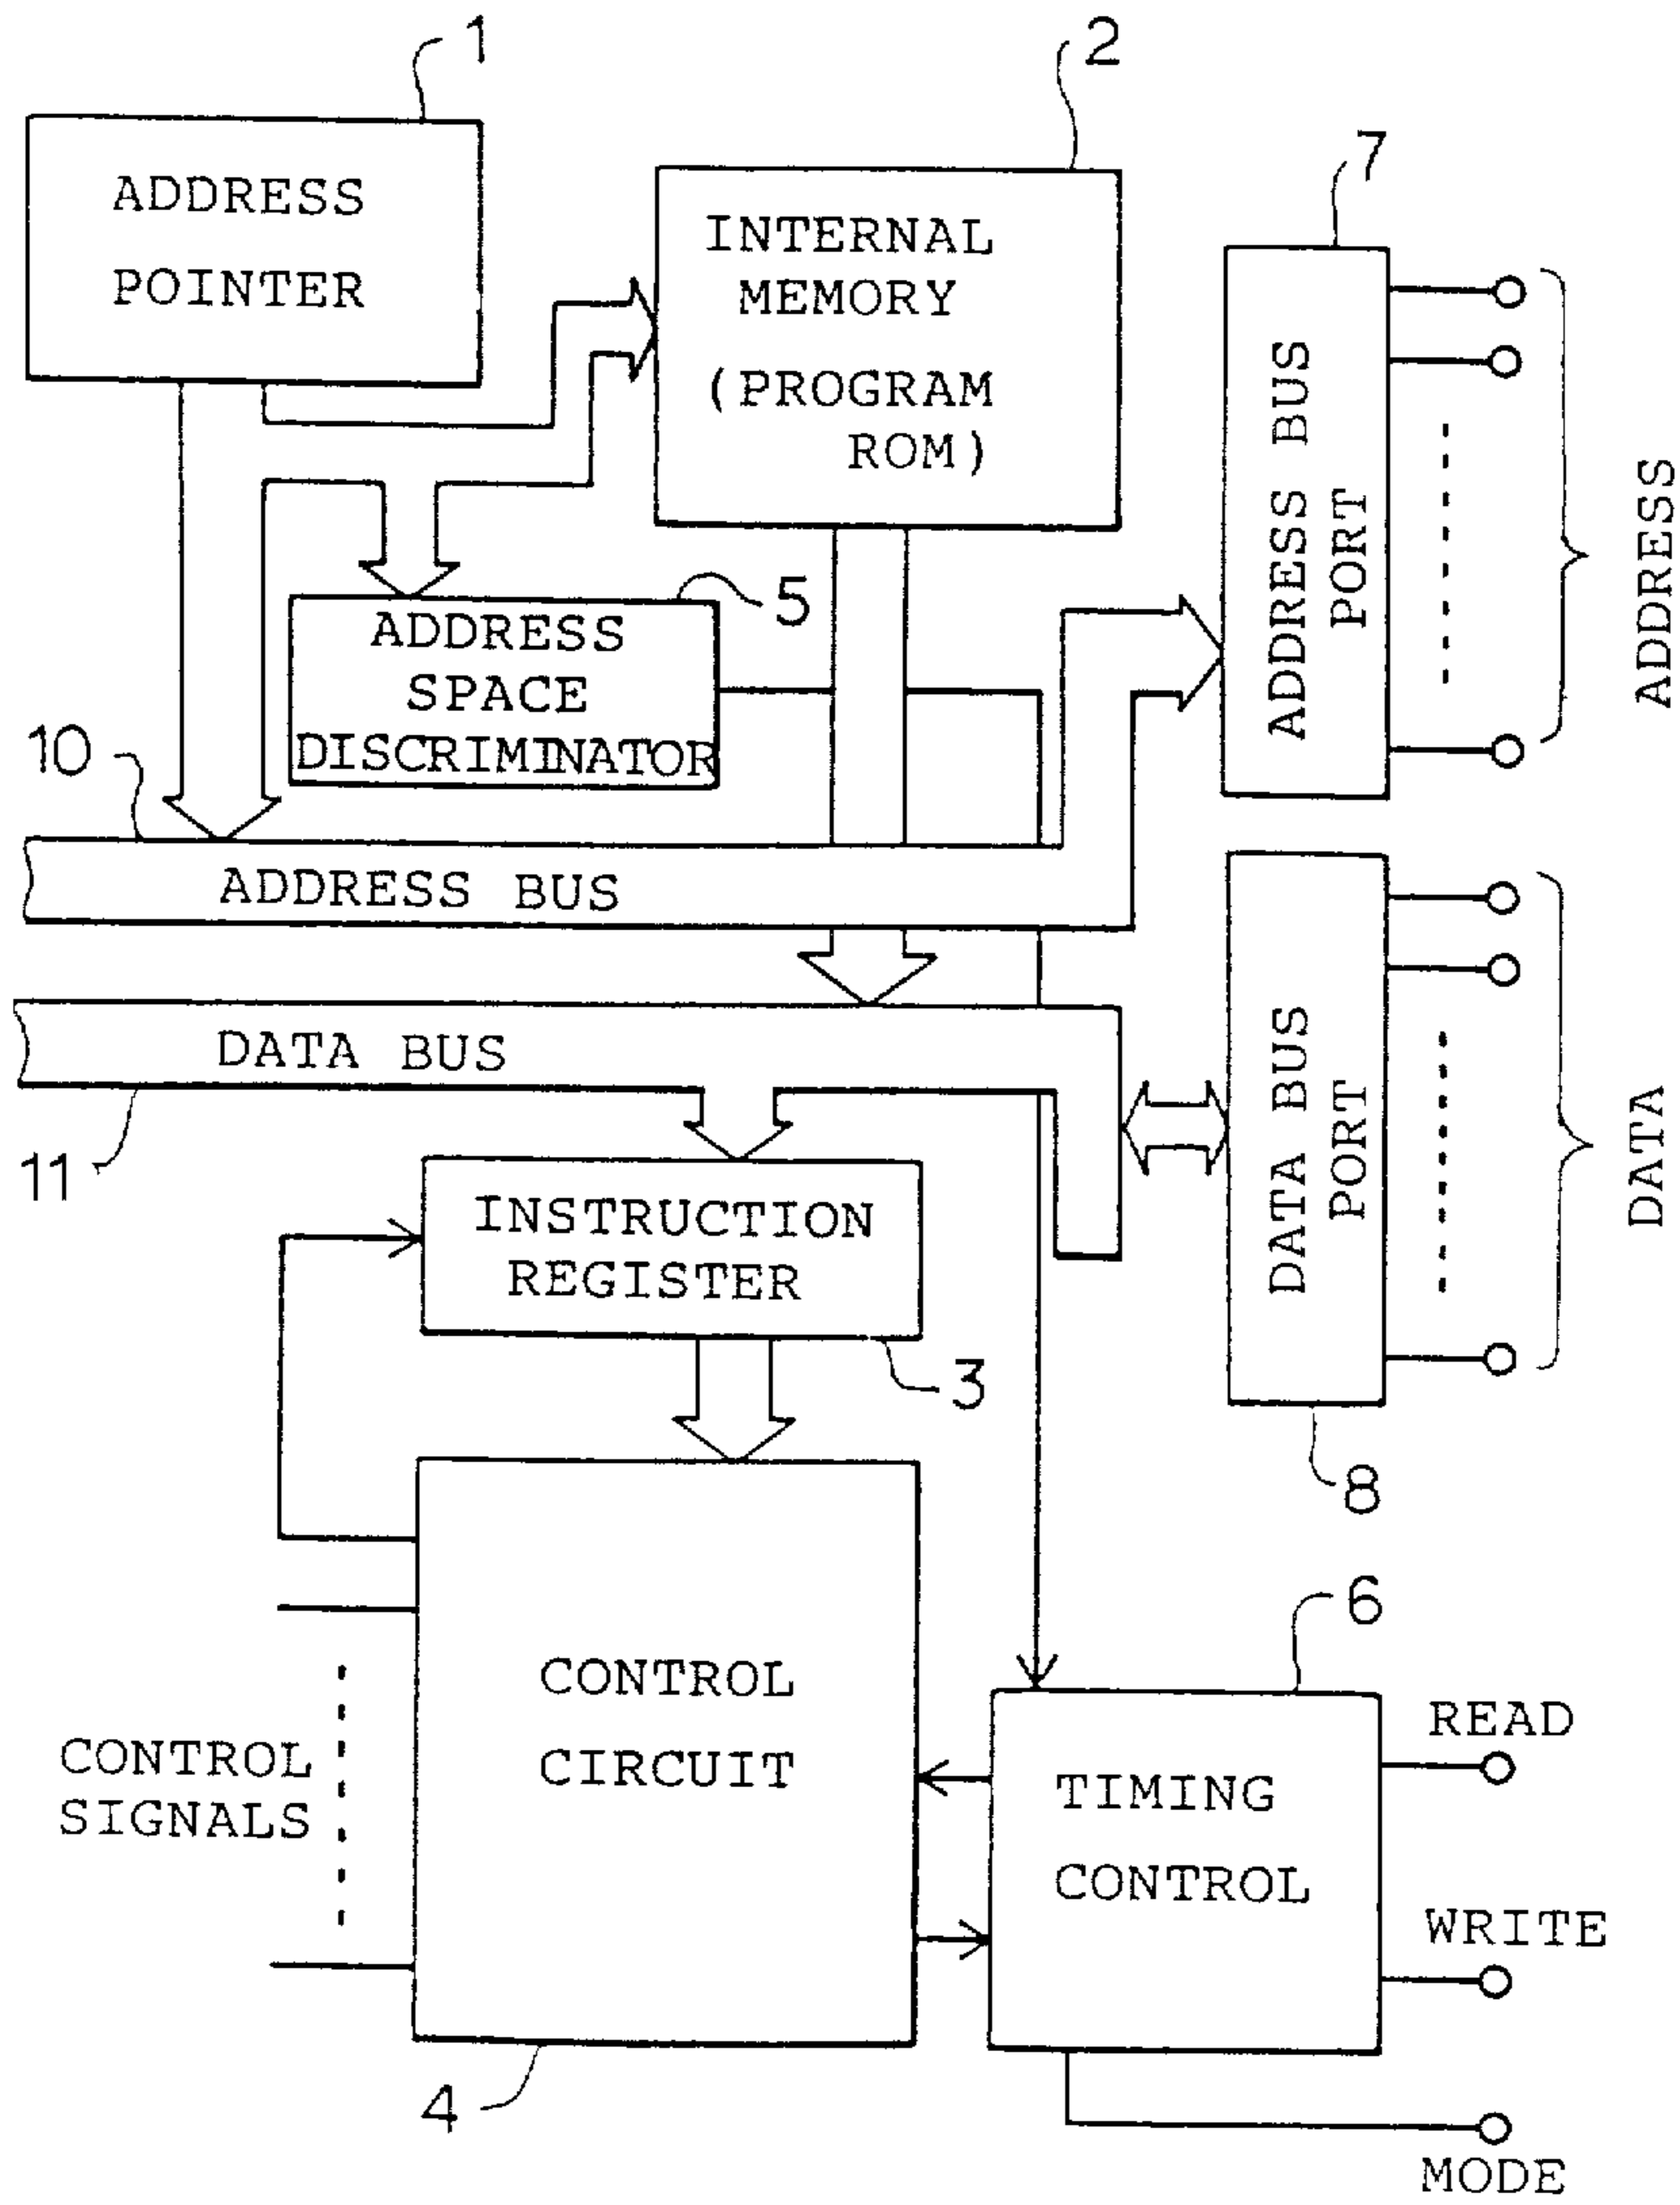 1
ADDRESS
POINTER
2
INTERNAL
MEMORY
(PROGRAM
ROM)
7
ADDRESS BUS
PORT
ADDRESS
5
ADDRESS
SPACE
DISCRIMINATOR
10
ADDRESS BUS
DATA BUS
11
DATA BUS
PORT
DATA
8
INSTRUCTION
REGISTER
3
CONTROL
CIRCUIT
4
CONTROL
SIGNALS
6
TIMING
CONTROL
READ
WRITE
MODE